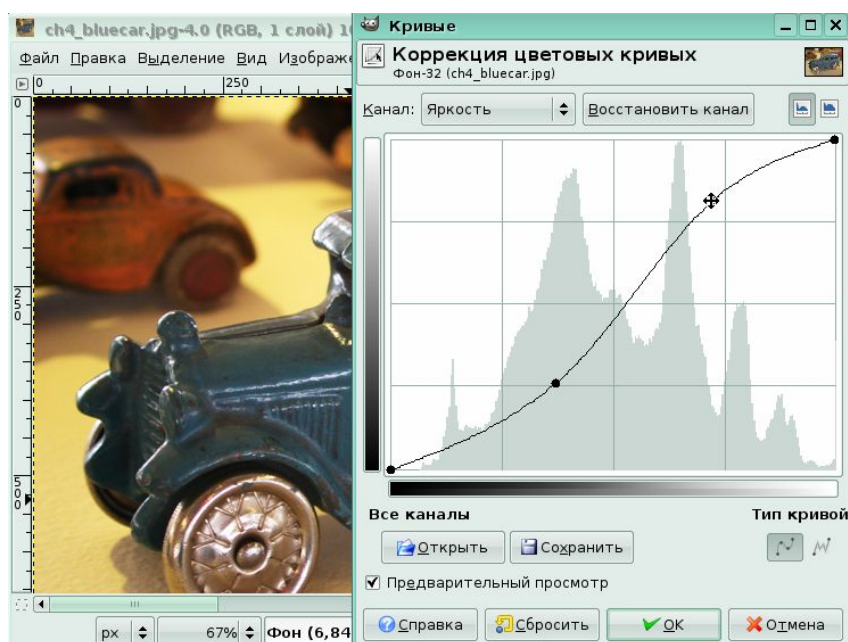 ch4_bluecar.jpg-4.0 (RGB, 1 слой) 1
Файл Правка Выделение Вид Изображе
0 250
0
250
500
px 67% Фон (6,84
Кривые
Коррекция цветовых кривых
Фон-32 (ch4_bluecar.jpg)
Канал: Яркость Восстановить канал
Все каналы Тип кривой
Открыть Сохранить
Предварительный просмотр
Справка Сбросить OK Отмена